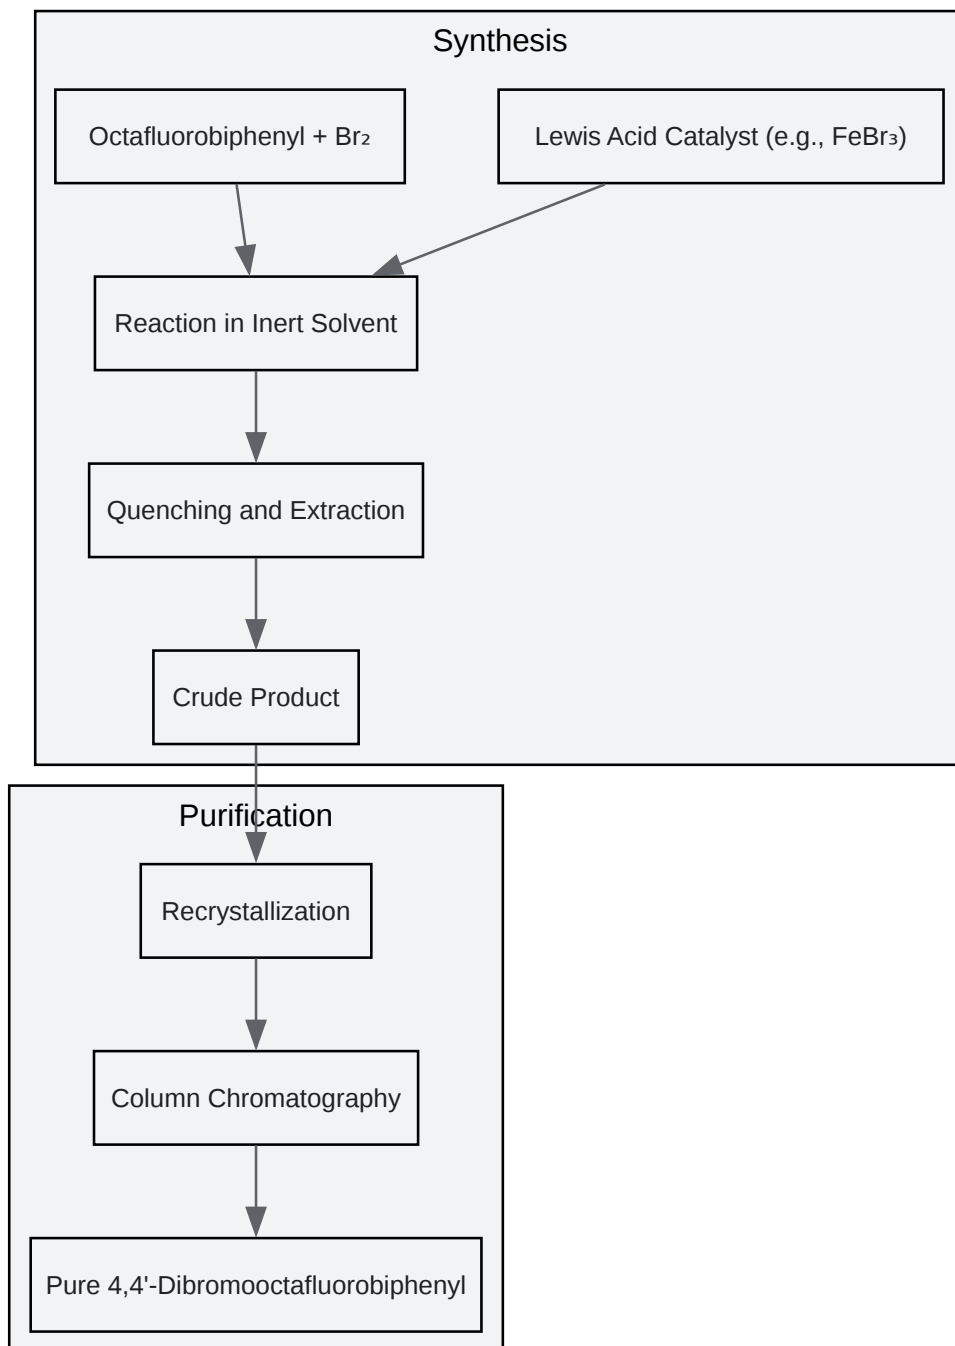 Synthesis
Octafluorobiphenyl + Br₂
Lewis Acid Catalyst (e.g., FeBr₃)
Reaction in Inert Solvent
Quenching and Extraction
Crude Product
Purification
Recrystallization
Column Chromatography
Pure 4,4'-Dibromooctafluorobiphenyl